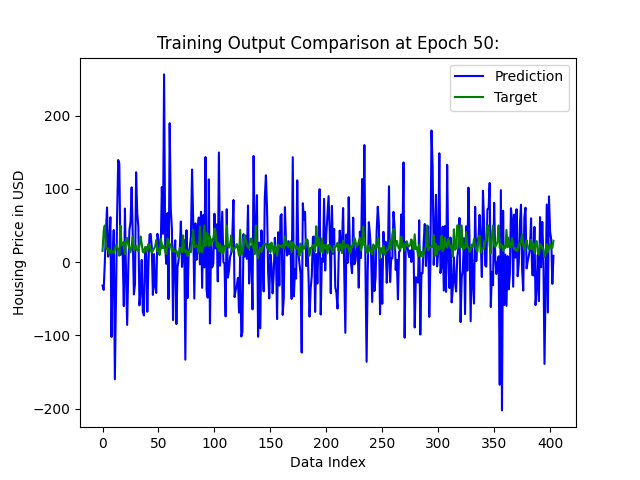 Training Output Comparison at Epoch 50:
Prediction
Target
Housing Price in USD
200
100
0
−100
−200
0 50 100 150 200 250 300 350 400
Data Index